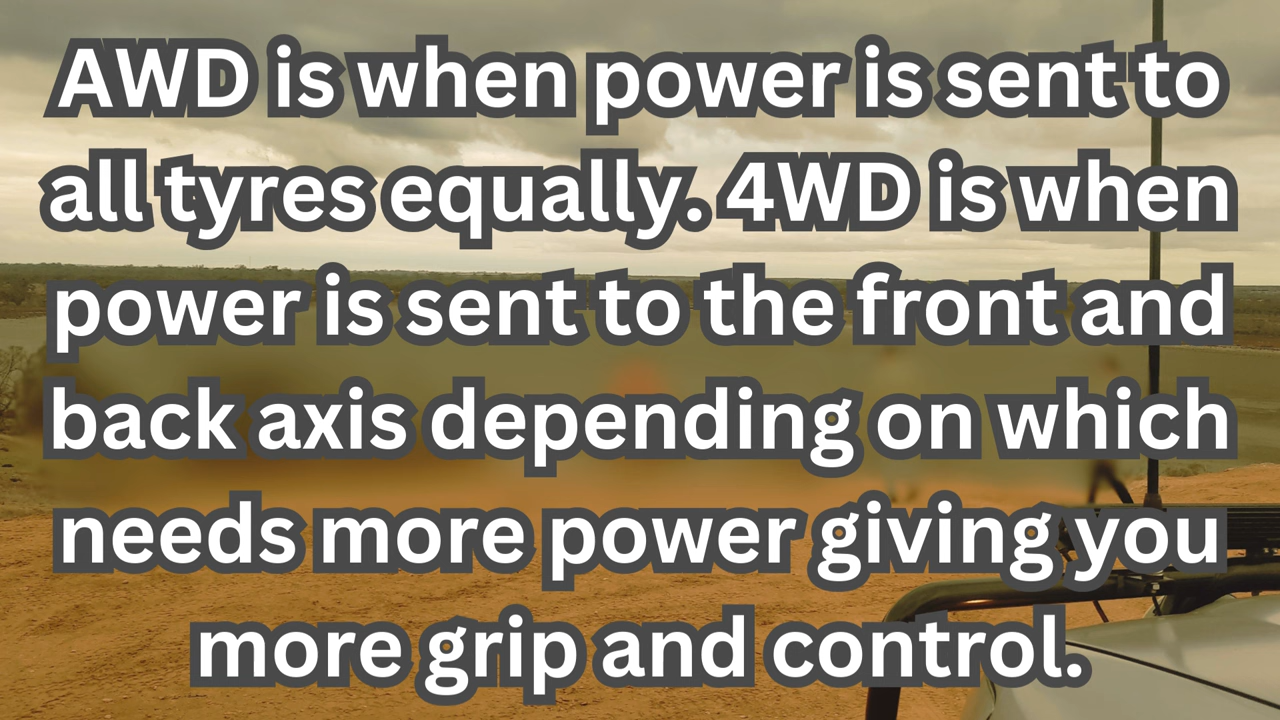 AWD is when power is sent to
all tyres equally. 4WD is when
power is sent to the front and
back axis depending on which
needs more power giving you
more grip and control.